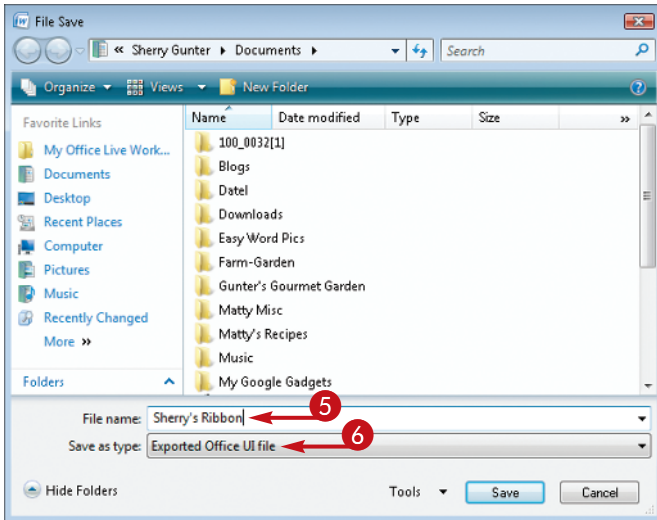 File Save
« Sherry Gunter Documents
Search
Organize Views New Folder
?
Favorite Links
My Office Live Work...
Documents
Desktop
Recent Places
Computer
Pictures
Music
Recently Changed
More »
Folders
Name Date modified Type Size »
100_0032[1]
Blogs
Datel
Downloads
Easy Word Pics
Farm-Garden
Gunter's Gourmet Garden
Matty Misc
Matty's Recipes
Music
My Google Gadgets
File name: Sherry's Ribbon 5
Save as type: Exported Office UI file 6
Hide Folders Tools Save Cancel